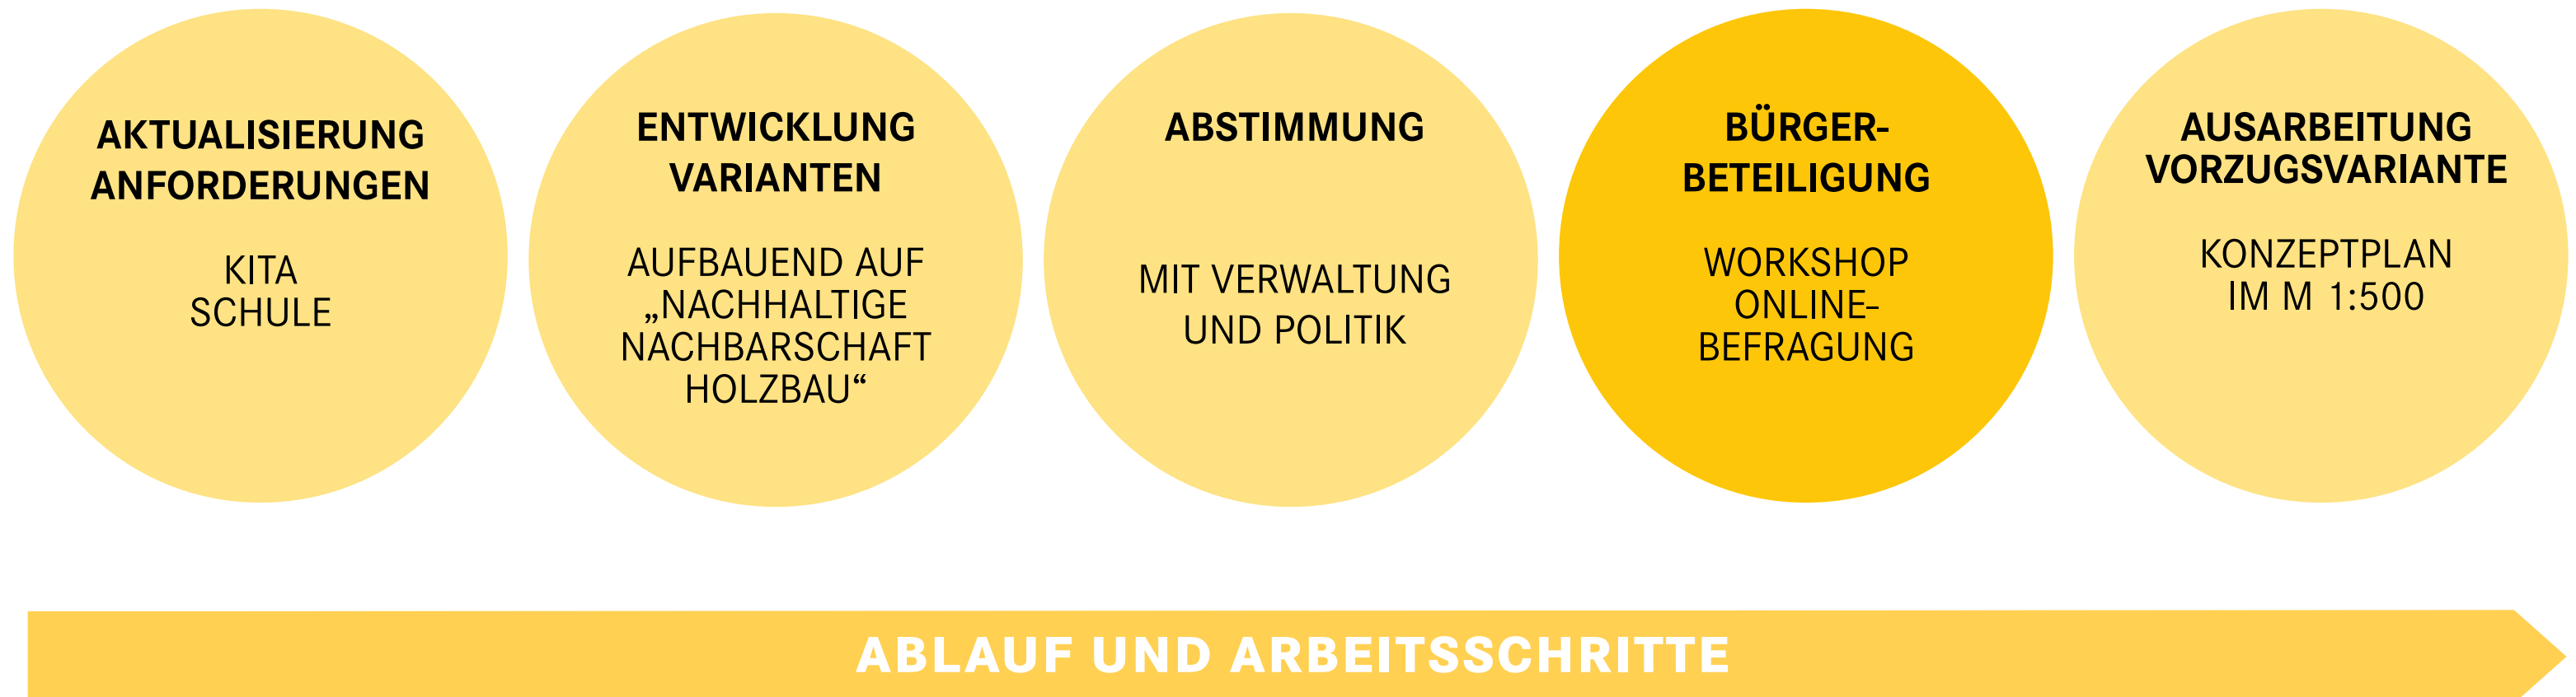 AKTUALISIERUNG
ANFORDERUNGEN
KITA
SCHULE
ENTWICKLUNG
VARIANTEN
AUFBAUEND AUF
„NACHHALTIGE
NACHBARSCHAFT
HOLZBAU“
ABSTIMMUNG
MIT VERWALTUNG
UND POLITIK
BÜRGER-
BETEILIGUNG
WORKSHOP
ONLINE-
BEFRAGUNG
AUSARBEITUNG
VORZUGSVARIANTE
KONZEPTPLAN
IM M 1:500
ABLAUF UND ARBEITSSCHRITTE